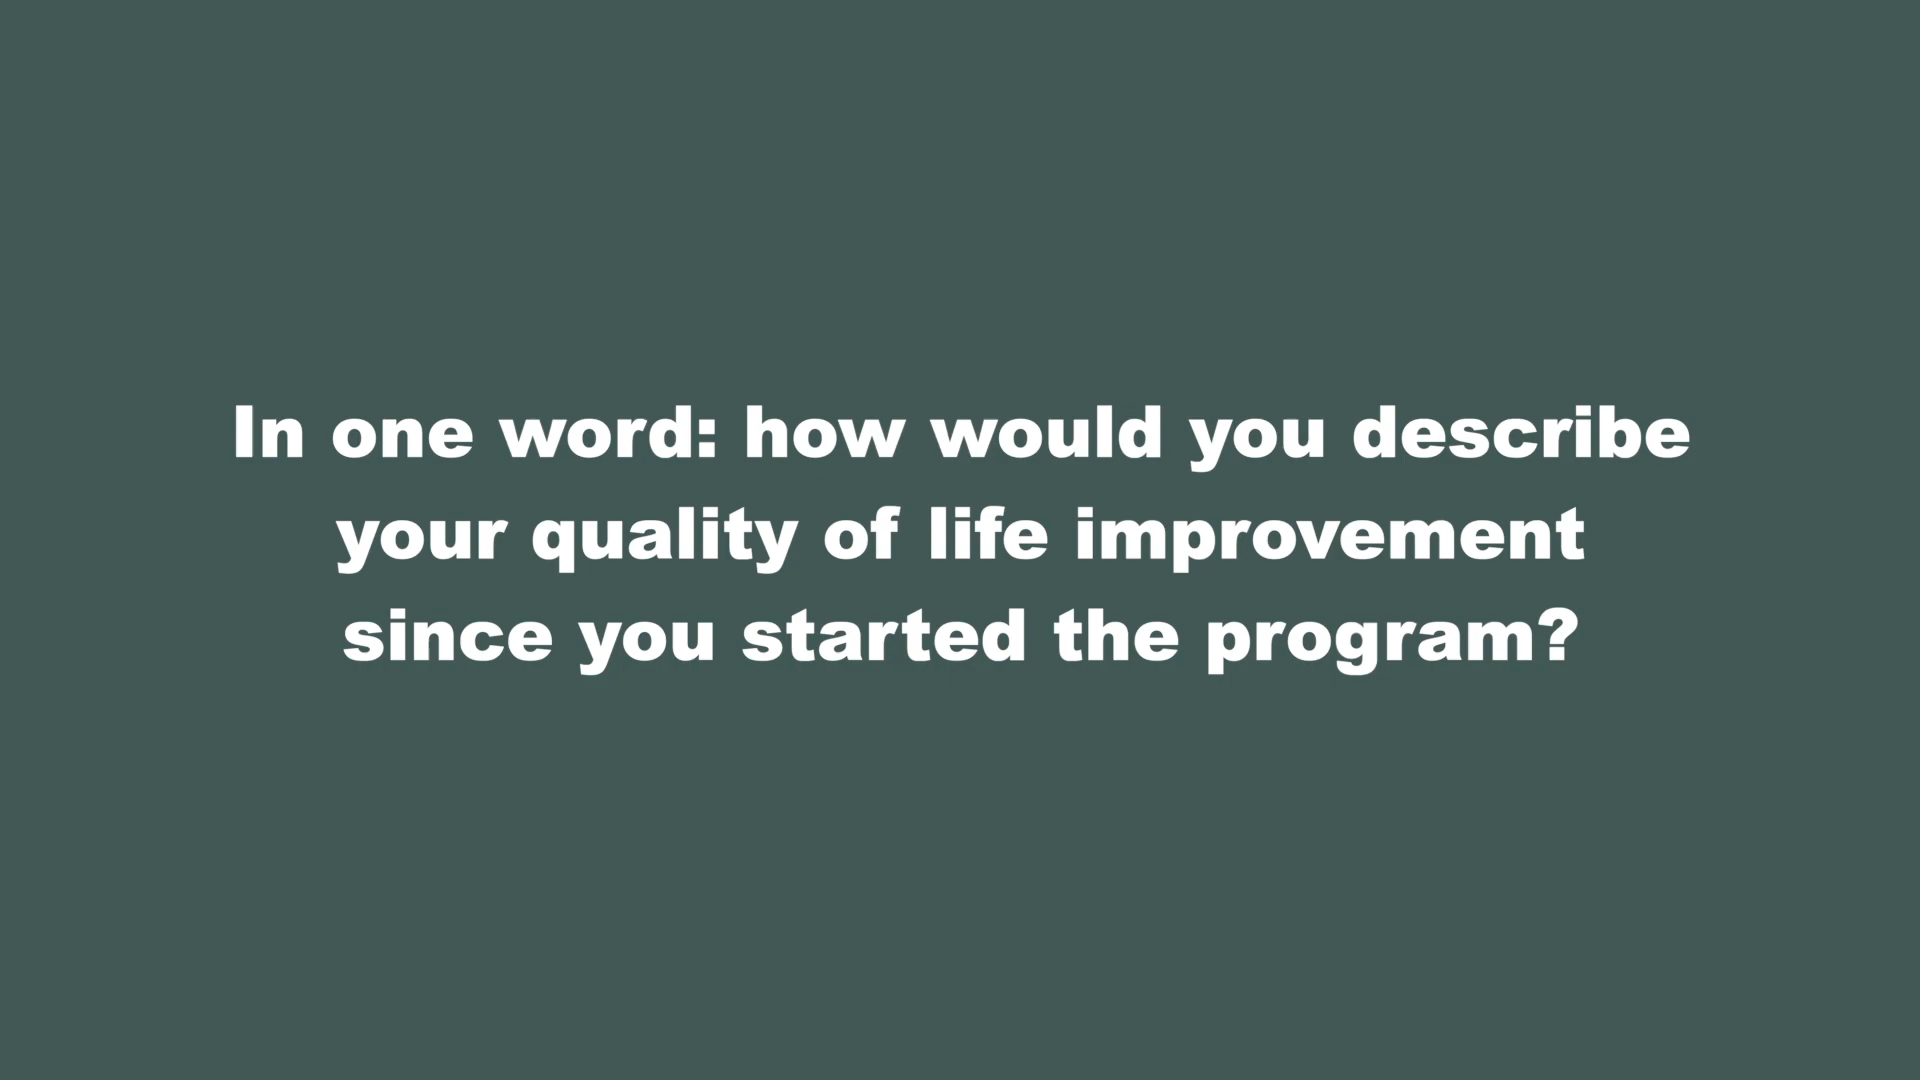 In one word: how would you describe
your quality of life improvement
since you started the program?